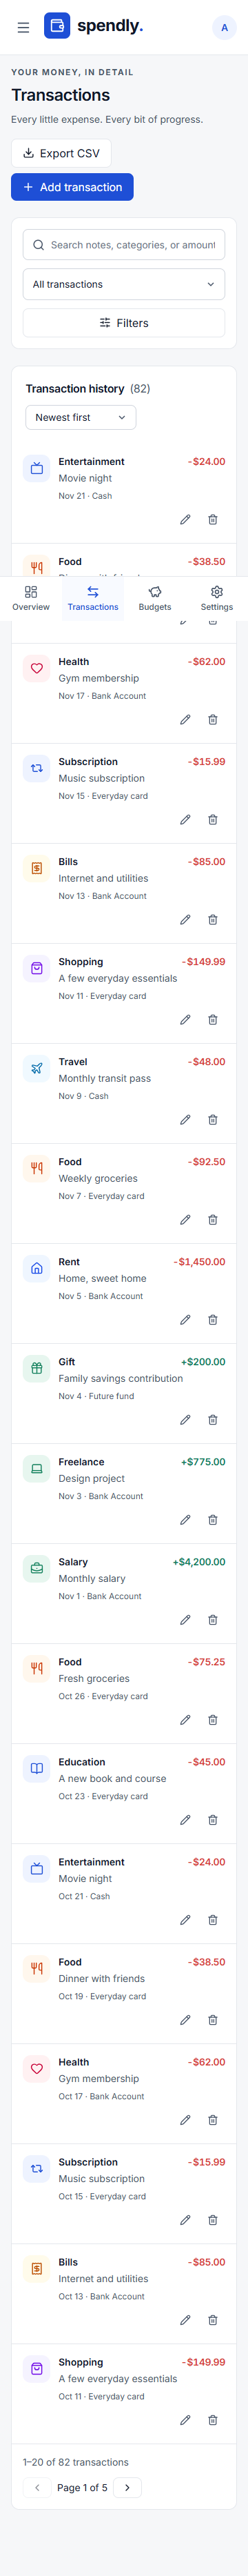 spendly.
A
YOUR MONEY, IN DETAIL
Transactions
Every little expense. Every bit of progress.
Export CSV
Add transaction
Search notes, categories, or amount
All transactions
Filters
Transaction history (82)
Newest first
Entertainment -$24.00
Movie night
Nov 21 · Cash
Food -$38.50
Overview Transactions Budgets Settings
Health -$62.00
Gym membership
Nov 17 · Bank Account
Subscription -$15.99
Music subscription
Nov 15 · Everyday card
Bills -$85.00
Internet and utilities
Nov 13 · Bank Account
Shopping -$149.99
A few everyday essentials
Nov 11 · Everyday card
Travel -$48.00
Monthly transit pass
Nov 9 · Cash
Food -$92.50
Weekly groceries
Nov 7 · Everyday card
Rent -$1,450.00
Home, sweet home
Nov 5 · Bank Account
Gift +$200.00
Family savings contribution
Nov 4 · Future fund
Freelance +$775.00
Design project
Nov 3 · Bank Account
Salary +$4,200.00
Monthly salary
Nov 1 · Bank Account
Food -$75.25
Fresh groceries
Oct 26 · Everyday card
Education -$45.00
A new book and course
Oct 23 · Everyday card
Entertainment -$24.00
Movie night
Oct 21 · Cash
Food -$38.50
Dinner with friends
Oct 19 · Everyday card
Health -$62.00
Gym membership
Oct 17 · Bank Account
Subscription -$15.99
Music subscription
Oct 15 · Everyday card
Bills -$85.00
Internet and utilities
Oct 13 · Bank Account
Shopping -$149.99
A few everyday essentials
Oct 11 · Everyday card
1–20 of 82 transactions
Page 1 of 5